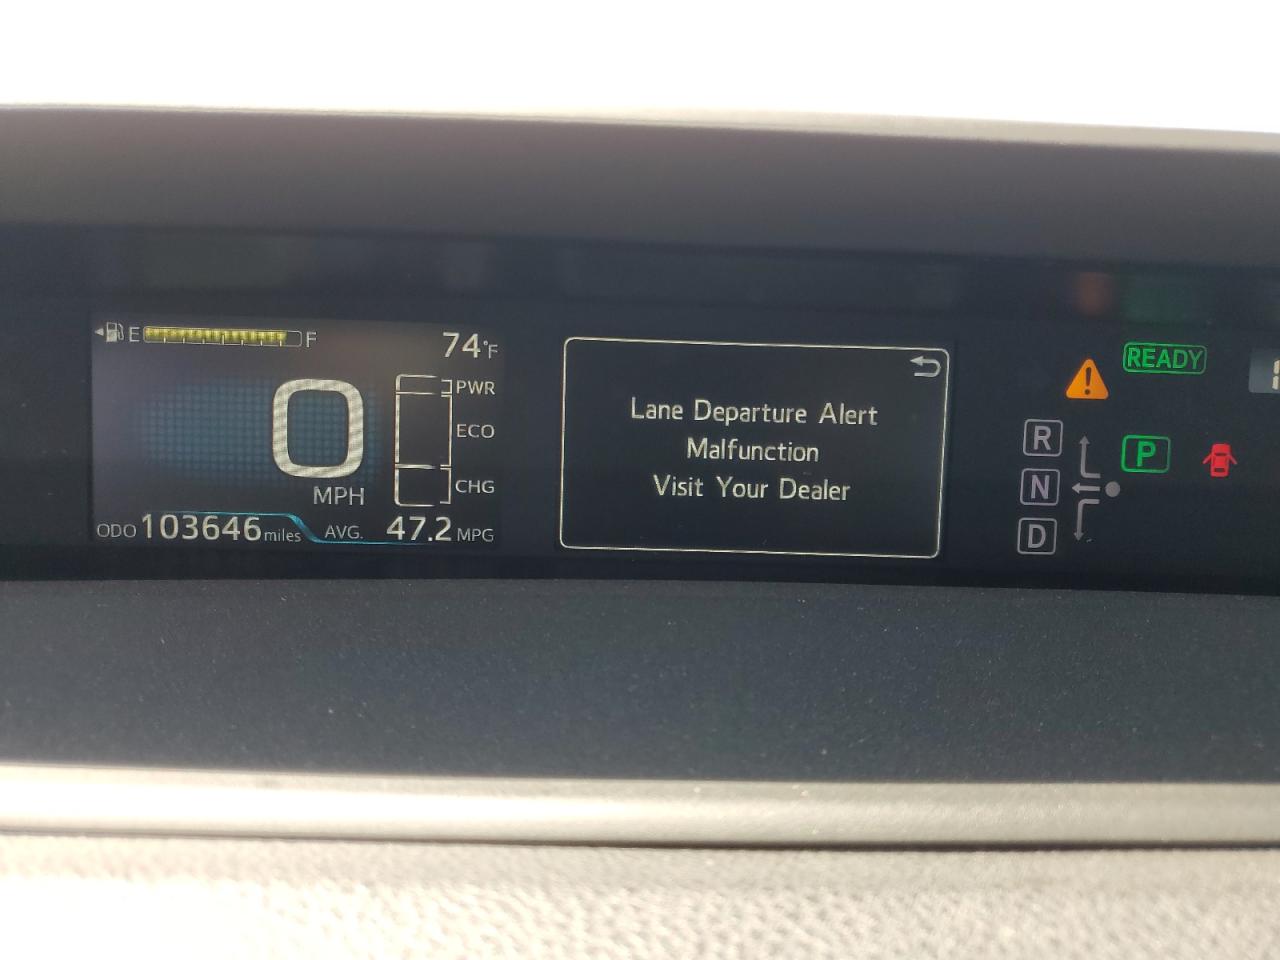 E F 74°F
0 MPH
PWR
ECO
CHG
ODO 103646 miles AVG. 47.2 MPG
Lane Departure Alert
Malfunction
Visit Your Dealer
!
READY
R
N
D
P